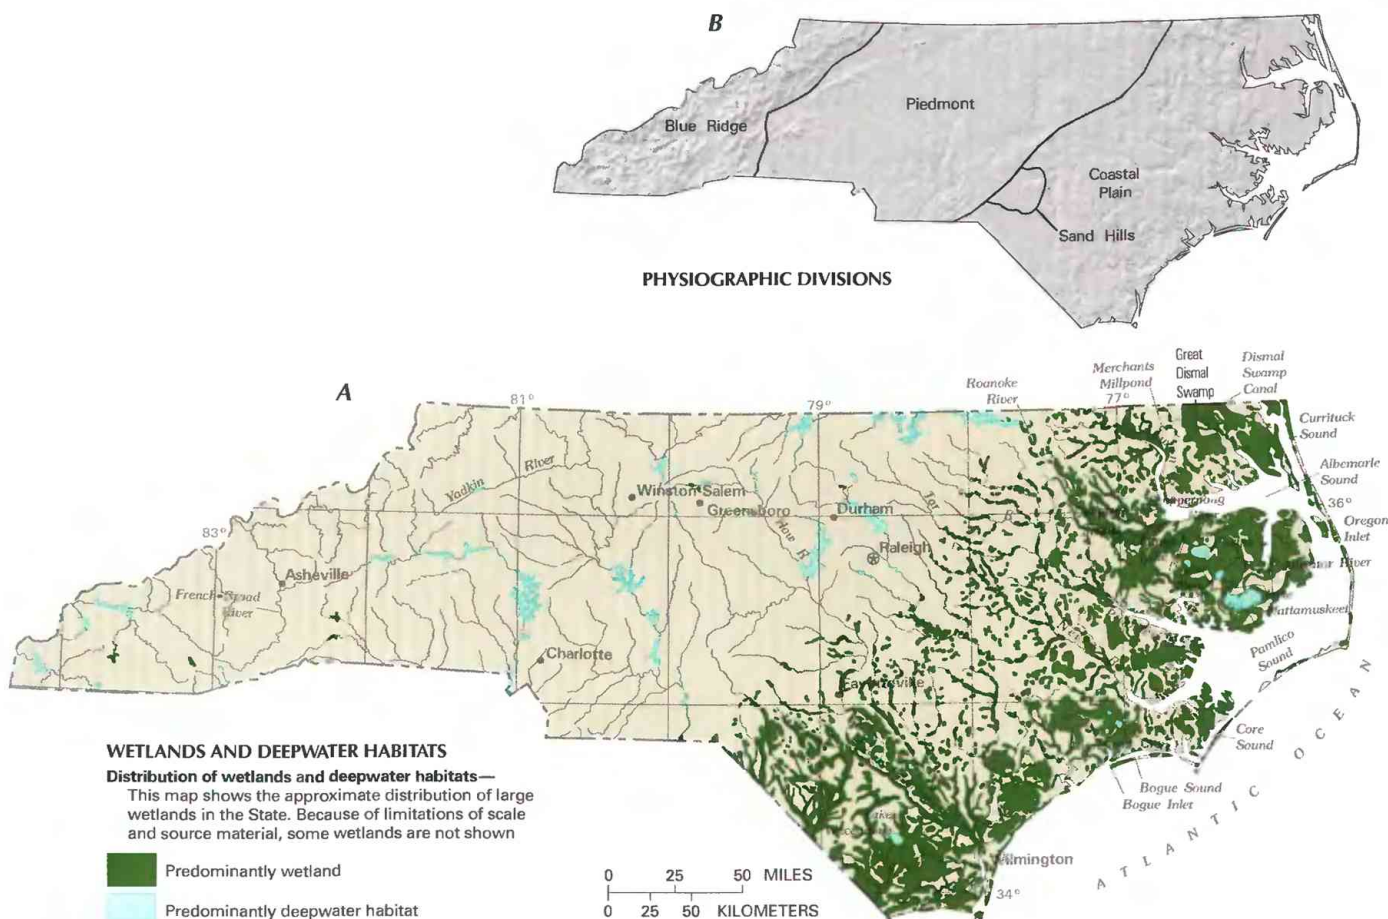 B
Blue Ridge
Piedmont
Coastal
Plain
Sand Hills
PHYSIOGRAPHIC DIVISIONS
A
81°
79°
Roanoke
River
Merchants
Millpond
77°
Great
Dismal
Swamp
Dismal
Swamp
Canal
Currituck
Sound
Albemarle
Sound
36°
Oregon
Inlet
Yadkin River
Winston-Salem
Greensboro
Haw R
Durham
Tar
R
Raleigh
83°
Asheville
French Broad
River
Charlotte
River
Mattamuskeet
Pamlico
Sound
Fayetteville
Core
Sound
Bogue Sound
Bogue Inlet
ATLANTIC OCEAN
Wilmington
34°
WETLANDS AND DEEPWATER HABITATS
Distribution of wetlands and deepwater habitats—
This map shows the approximate distribution of large
wetlands in the State. Because of limitations of scale
and source material, some wetlands are not shown
Predominantly wetland
Predominantly deepwater habitat
0 25 50 MILES
0 25 50 KILOMETERS